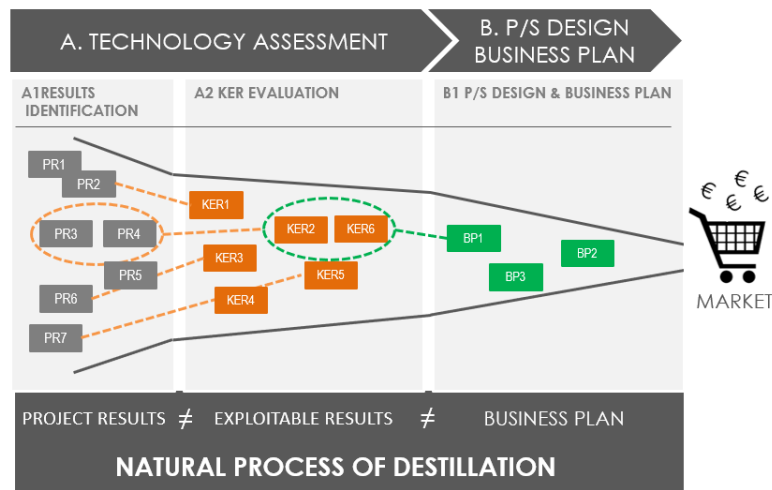 A. TECHNOLOGY ASSESSMENT
B. P/S DESIGN
BUSINESS PLAN
A1RESULTS
IDENTIFICATION
A2 KER EVALUATION
B1 P/S DESIGN & BUSINESS PLAN
PR1
PR2
PR3
PR4
PR5
PR6
PR7
KER1
KER2
KER6
KER3
KER5
KER4
BP1
BP2
BP3
€ € € €
MARKET
PROJECT RESULTS ≠ EXPLOITABLE RESULTS ≠ BUSINESS PLAN
NATURAL PROCESS OF DESTILLATION